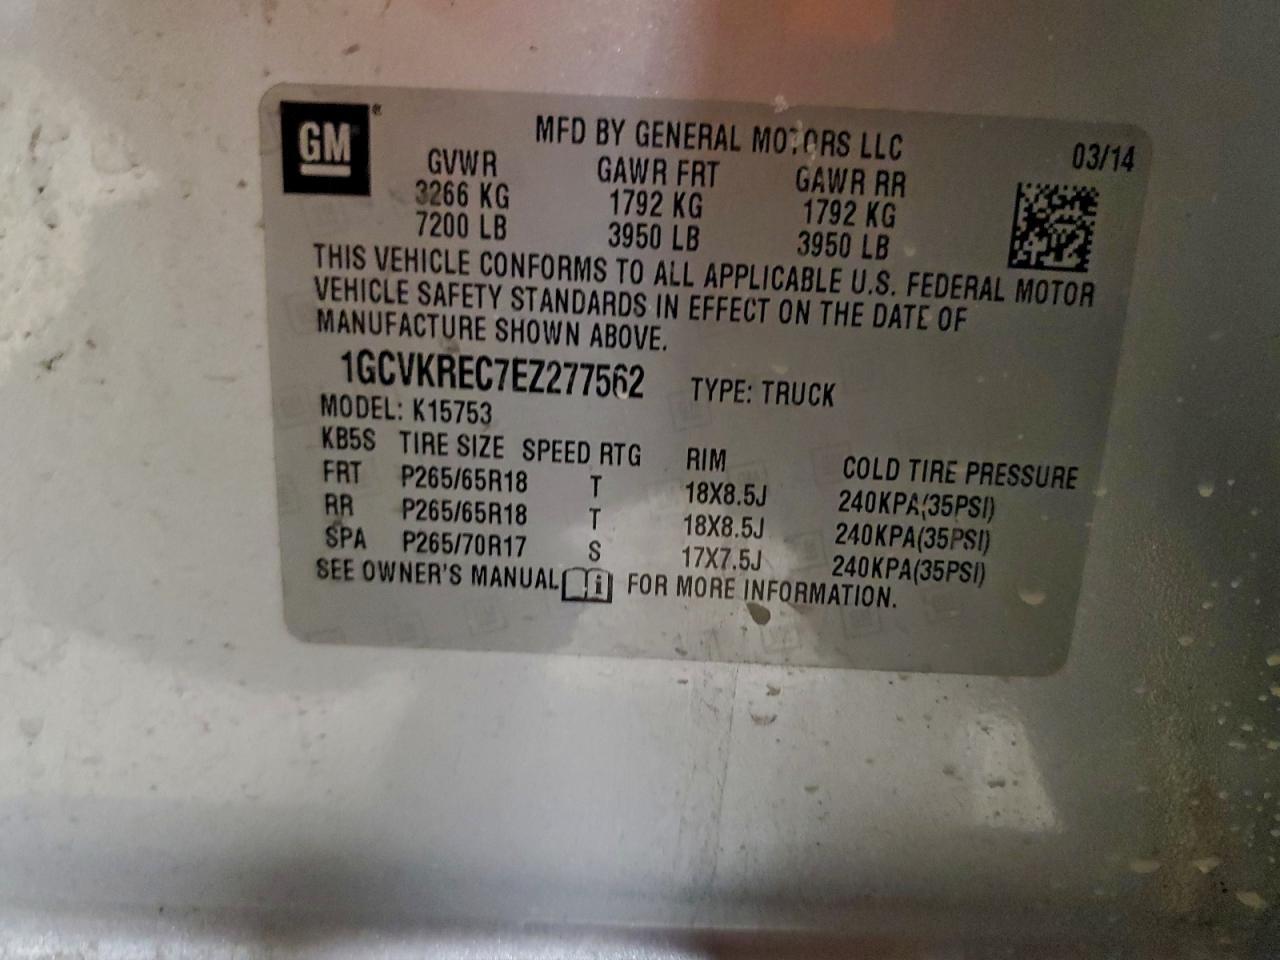 GM ®
MFD BY GENERAL MOTORS LLC 03/14
GVWR GAWR FRT GAWR RR
3266 KG 1792 KG 1792 KG
7200 LB 3950 LB 3950 LB
THIS VEHICLE CONFORMS TO ALL APPLICABLE U.S. FEDERAL MOTOR
VEHICLE SAFETY STANDARDS IN EFFECT ON THE DATE OF
MANUFACTURE SHOWN ABOVE.
1GCVKREC7EZ277562 TYPE: TRUCK
MODEL: K15753
KB5S TIRE SIZE SPEED RTG RIM COLD TIRE PRESSURE
FRT P265/65R18 T 18X8.5J 240KPA(35PSI)
RR P265/65R18 T 18X8.5J 240KPA(35PSI)
SPA P265/70R17 S 17X7.5J 240KPA(35PSI)
SEE OWNER'S MANUAL i FOR MORE INFORMATION.